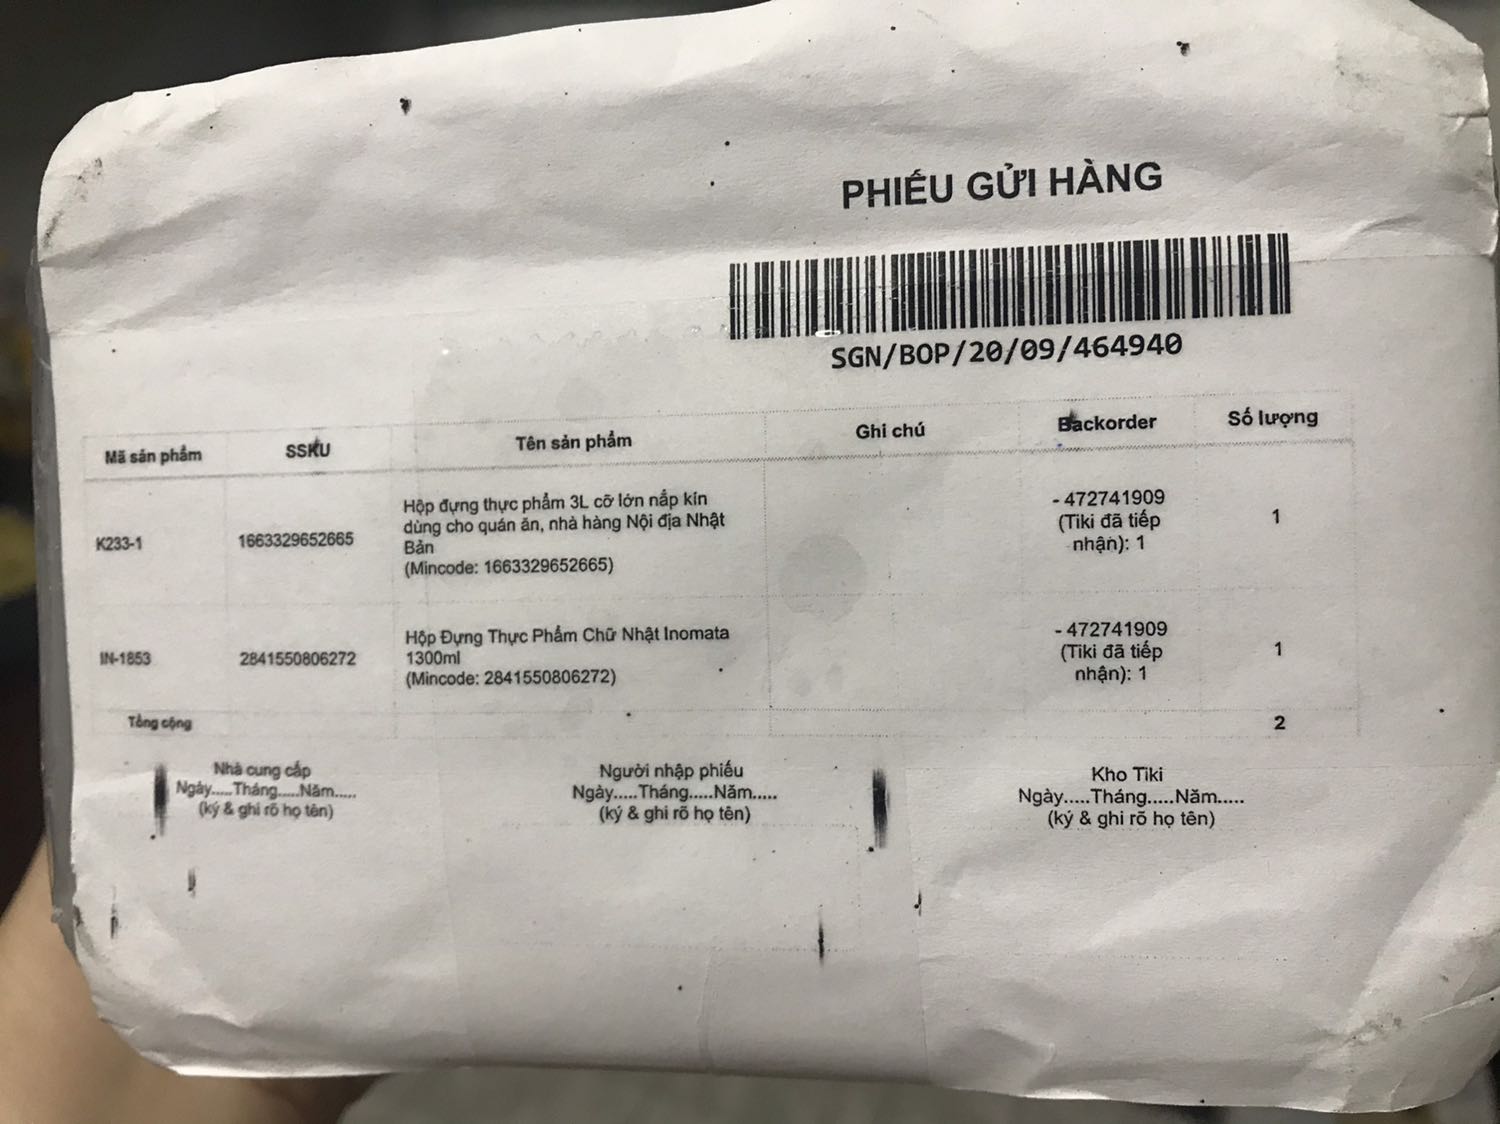 PHIẾU GỬI HÀNG
SGN/BOP/20/09/464940
Mã sản phẩm SSKU Tên sản phẩm Ghi chú Backorder Số lượng
K233-1 1663329652665
Hộp đựng thực phẩm 3L cỡ lớn nắp kín
dùng cho quán ăn, nhà hàng Nội địa Nhật
Bản
(Mincode: 1663329652665)
- 472741909
(Tiki đã tiếp
nhận): 1
1
IN-1853 2841550806272
Hộp Đựng Thực Phẩm Chữ Nhật Inomata
1300ml
(Mincode: 2841550806272)
- 472741909
(Tiki đã tiếp
nhận): 1
1
Tổng cộng 2
Nhà cung cấp
Ngày.....Tháng.....Năm.....
(ký & ghi rõ họ tên)
Người nhập phiếu
Ngày.....Tháng.....Năm.....
(ký & ghi rõ họ tên)
Kho Tiki
Ngày.....Tháng.....Năm.....
(ký & ghi rõ họ tên)